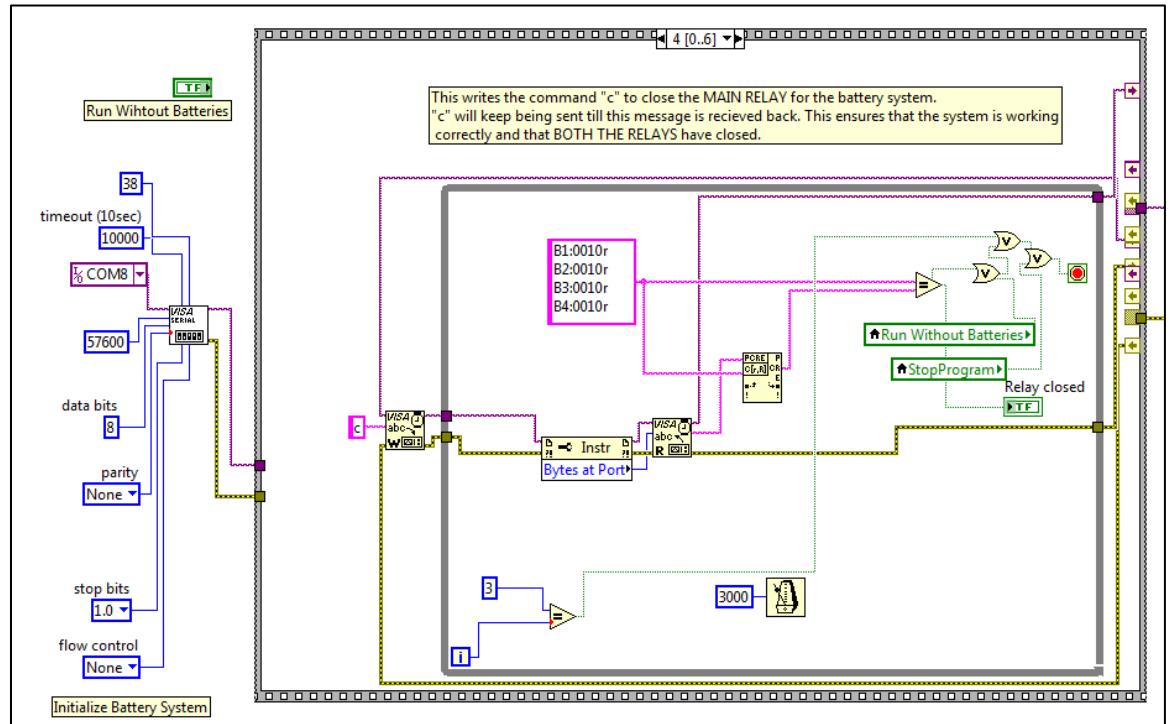 4 [0..6]
TF
Run Wihtout Batteries
This writes the command "c" to close the MAIN RELAY for the battery system.
"c" will keep being sent till this message is recieved back. This ensures that the system is working
correctly and that BOTH THE RELAYS have closed.
38
timeout (10sec)
10000
COM8
VISA
SERIAL
57600
data bits
8
parity
None
stop bits
1.0
flow control
None
Initialize Battery System
B1:0010r
B2:0010r
B3:0010r
B4:0010r
=
V
V
V
Run Without Batteries
StopProgram
Relay closed
TF
PCRE
C[r,R]
P
CR
E
c
VISA
abc
W
Instr
Bytes at Port
VISA
abc
R
3
=
i
3000